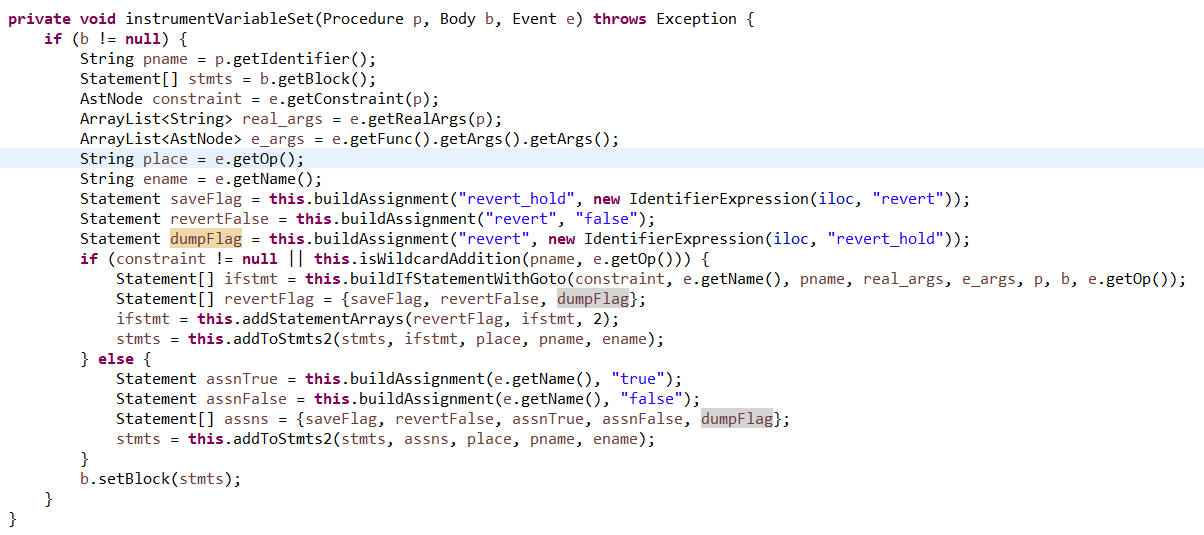 private void instrumentVariableSet(Procedure p, Body b, Event e) throws Exception {
    if (b != null) {
        String pname = p.getIdentifier();
        Statement[] stmts = b.getBlock();
        AstNode constraint = e.getConstraint(p);
        ArrayList<String> real_args = e.getRealArgs(p);
        ArrayList<AstNode> e_args = e.getFunc().getArgs().getArgs();
        String place = e.getOp();
        String ename = e.getName();
        Statement saveFlag = this.buildAssignment("revert_hold", new IdentifierExpression(iloc, "revert"));
        Statement revertFalse = this.buildAssignment("revert", "false");
        Statement dumpFlag = this.buildAssignment("revert", new IdentifierExpression(iloc, "revert_hold"));
        if (constraint != null || this.isWildcardAddition(pname, e.getOp())) {
            Statement[] ifstmt = this.buildIfStatementWithGoto(constraint, e.getName(), pname, real_args, e_args, p, b, e.getOp());
            Statement[] revertFlag = {saveFlag, revertFalse, dumpFlag};
            ifstmt = this.addStatementArrays(revertFlag, ifstmt, 2);
            stmts = this.addToStmts2(stmts, ifstmt, place, pname, ename);
        } else {
            Statement assnTrue = this.buildAssignment(e.getName(), "true");
            Statement assnFalse = this.buildAssignment(e.getName(), "false");
            Statement[] assns = {saveFlag, revertFalse, assnTrue, assnFalse, dumpFlag};
            stmts = this.addToStmts2(stmts, assns, place, pname, ename);
        }
        b.setBlock(stmts);
    }
}